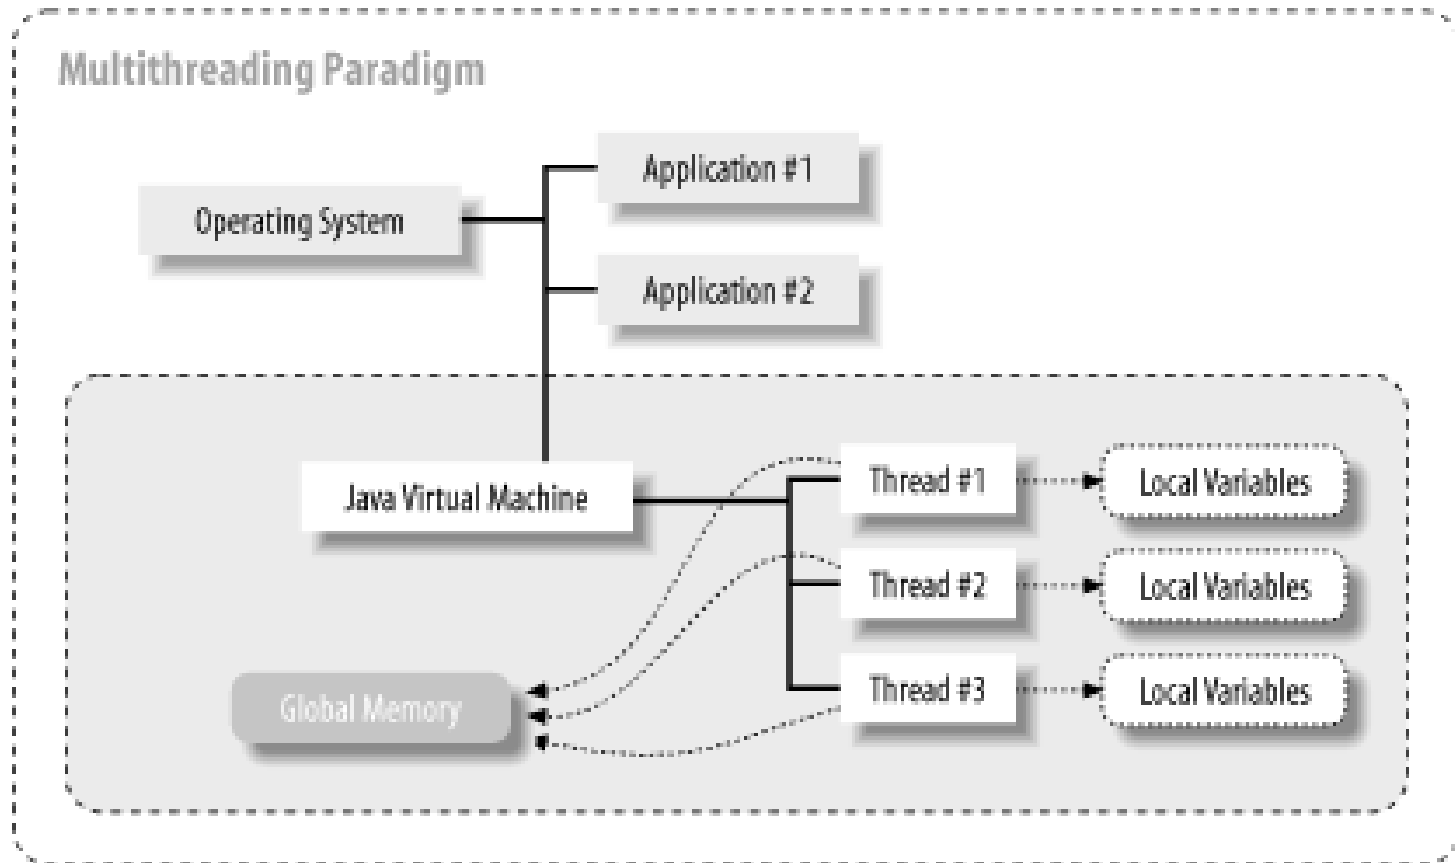 Multithreading Paradigm
Application #1
Operating System
Application #2
Java Virtual Machine
Thread #1
Local Variables
Thread #2
Local Variables
Thread #3
Local Variables
Global Memory